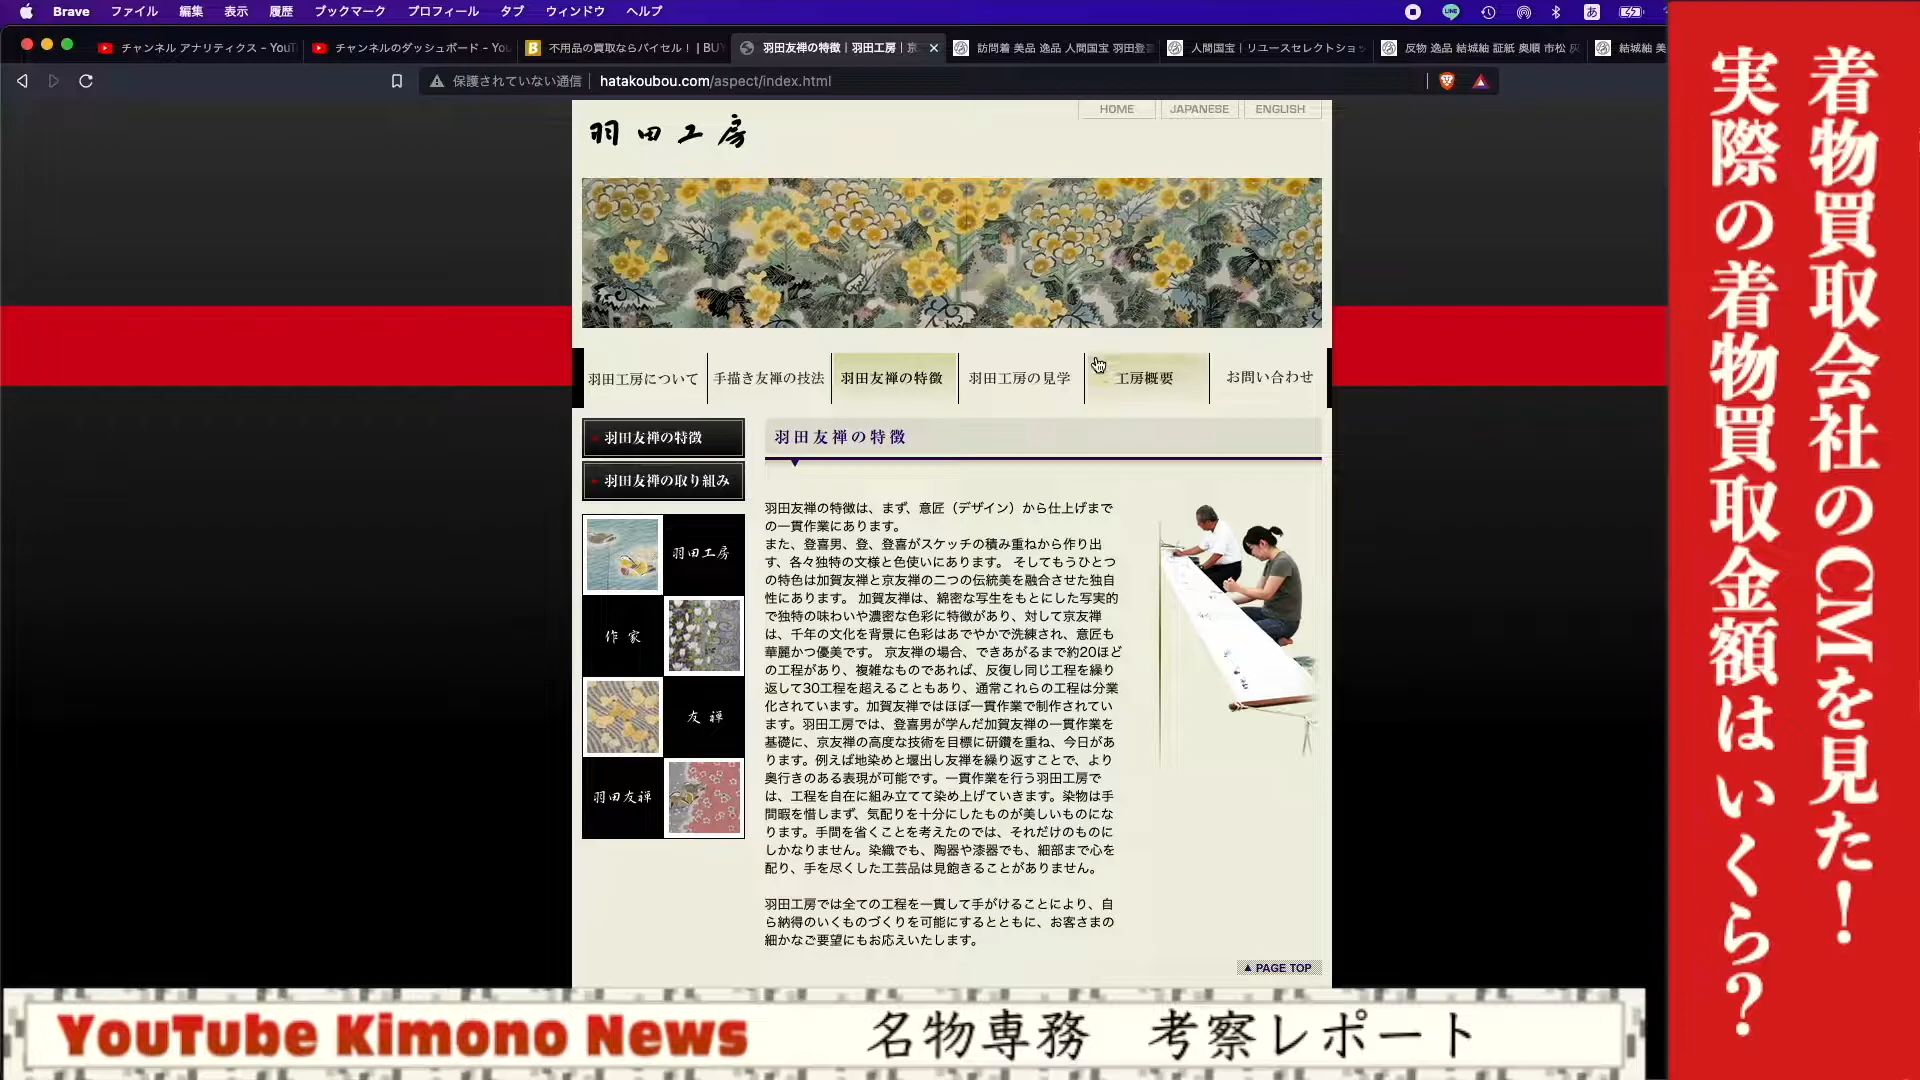 Brave ファイル 編集 表示 履歴 ブックマーク プロフィール タブ ウィンドウ ヘルプ
LINE あ
チャンネル アナリティクス - YouT
チャンネルのダッシュボード - You
不用品の買取ならバイセル！ | BUY
羽田友禅の特徴｜羽田工房｜京
訪問着 美品 逸品 人間国宝 羽田登喜
人間国宝｜リユースセレクトショッ
反物 逸品 結城紬 証紙 奥順 市松 灰
結城紬 美
保護されていない通信 hatakoubou.com/aspect/index.html
HOME JAPANESE ENGLISH
羽田工房
羽田工房について 手描き友禅の技法 羽田友禅の特徴 羽田工房の見学 工房概要 お問い合わせ
羽田友禅の特徴
羽田友禅の取り組み
羽田工房
作家
友禅
羽田友禅
羽田友禅の特徴
羽田友禅の特徴は、まず、意匠（デザイン）から仕上げまで
の一貫作業にあります。
また、登喜男、登、登喜がスケッチの積み重ねから作り出
す、各々独特の文様と色使いにあります。 そしてもうひとつ
の特色は加賀友禅と京友禅の二つの伝統美を融合させた独自
性にあります。 加賀友禅は、綿密な写生をもとにした写実的
で独特の味わいや濃密な色彩に特徴があり、対して京友禅
は、千年の文化を背景に色彩はあでやかで洗練され、意匠も
華麗かつ優美です。 京友禅の場合、できあがるまで約20ほど
の工程があり、複雑なものであれば、反復し同じ工程を繰り
返して30工程を超えることもあり、通常これらの工程は分業
化されています。加賀友禅ではほぼ一貫作業で制作されてい
ます。羽田工房では、登喜男が学んだ加賀友禅の一貫作業を
基礎に、京友禅の高度な技術を目標に研鑽を重ね、今日があ
ります。例えば地染めと堰出し友禅を繰り返すことで、より
奥行きのある表現が可能です。一貫作業を行う羽田工房で
は、工程を自在に組み立てて染め上げていきます。染物は手
間暇を惜しまず、気配りを十分にしたものが美しいものにな
ります。手間を省くことを考えたのでは、それだけのものに
しかなりません。染織でも、陶器や漆器でも、細部まで心を
配り、手を尽くした工芸品は見飽きることがありません。
羽田工房では全ての工程を一貫して手がけることにより、自
ら納得のいくものづくりを可能にするとともに、お客さまの
細かなご要望にもお応えいたします。
▲ PAGE TOP
着物買取会社のCMを見た！
実際の着物買取金額はいくら？
YouTube Kimono News 名物専務 考察レポート